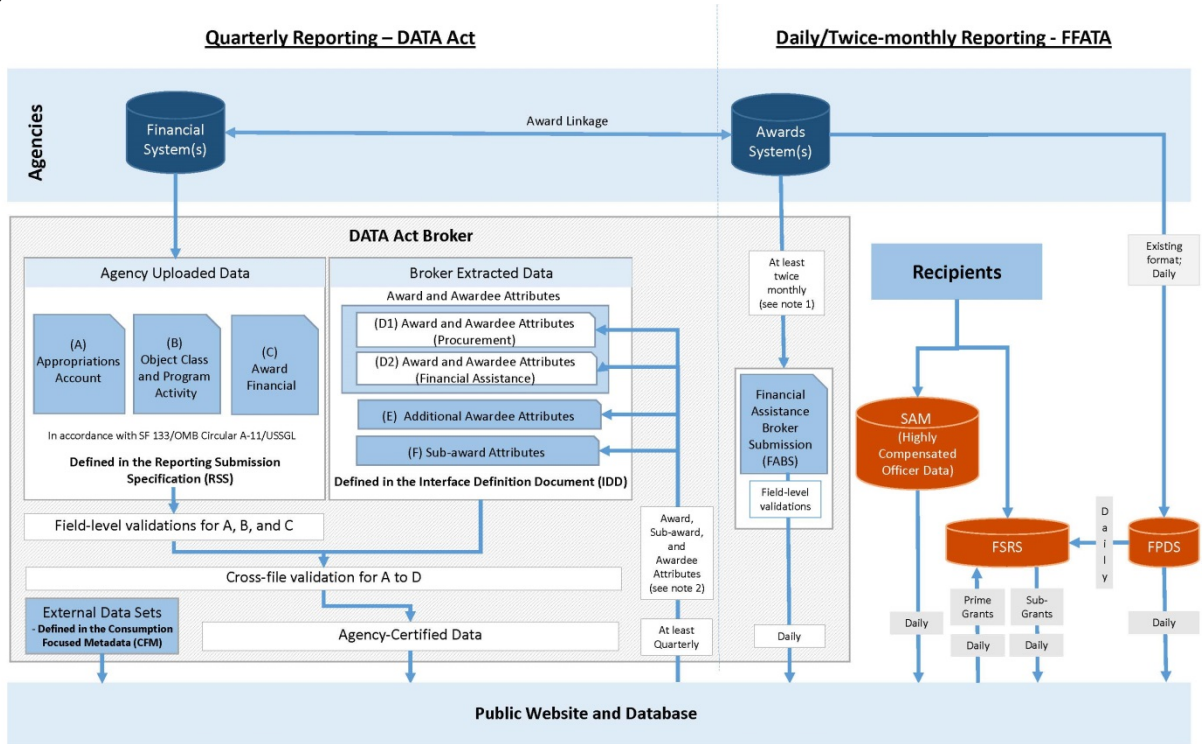 Quarterly Reporting – DATA Act
Daily/Twice-monthly Reporting - FFATA
Agencies
Financial
System(s)
Award Linkage
Awards
System(s)
DATA Act Broker
Agency Uploaded Data
(A)
Appropriations
Account
(B)
Object Class
and Program
Activity
(C)
Award
Financial
In accordance with SF 133/OMB Circular A-11/USSGL
Defined in the Reporting Submission
Specification (RSS)
Broker Extracted Data
Award and Awardee Attributes
(D1) Award and Awardee Attributes
(Procurement)
(D2) Award and Awardee Attributes
(Financial Assistance)
(E) Additional Awardee Attributes
(F) Sub-award Attributes
Defined in the Interface Definition Document (IDD)
Field-level validations for A, B, and C
Cross-file validation for A to D
External Data Sets
- Defined in the Consumption
Focused Metadata (CFM)
Agency-Certified Data
Award,
Sub-award,
and
Awardee
Attributes
(see note 2)
At least
Quarterly
At least
twice
monthly
(see note 1)
Financial
Assistance
Broker
Submission
(FABS)
Field-level
validations
Daily
Recipients
Existing
format;
Daily
SAM
(Highly
Compensated
Officer Data)
FSRS
Daily
FPDS
Daily
Prime
Grants
Daily
Sub-
Grants
Daily
Daily
Public Website and Database